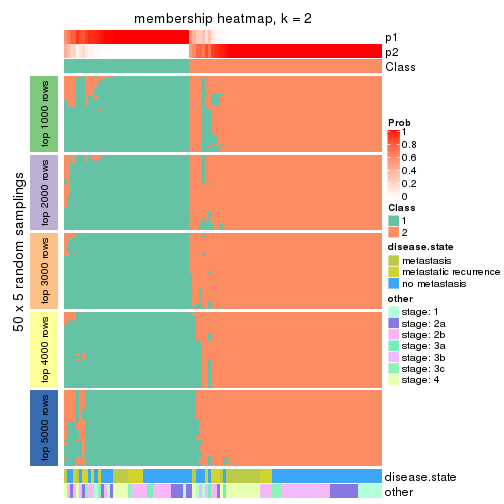 membership heatmap, k = 2
p1
p2
Class
50 x 5 random samplings
top 1000 rows
top 2000 rows
top 3000 rows
top 4000 rows
top 5000 rows
disease.state
other
Prob
1
0.8
0.6
0.4
0.2
0
Class
1
2
disease.state
metastasis
metastatic recurrence
no metastasis
other
stage: 1
stage: 2a
stage: 2b
stage: 3a
stage: 3b
stage: 3c
stage: 4